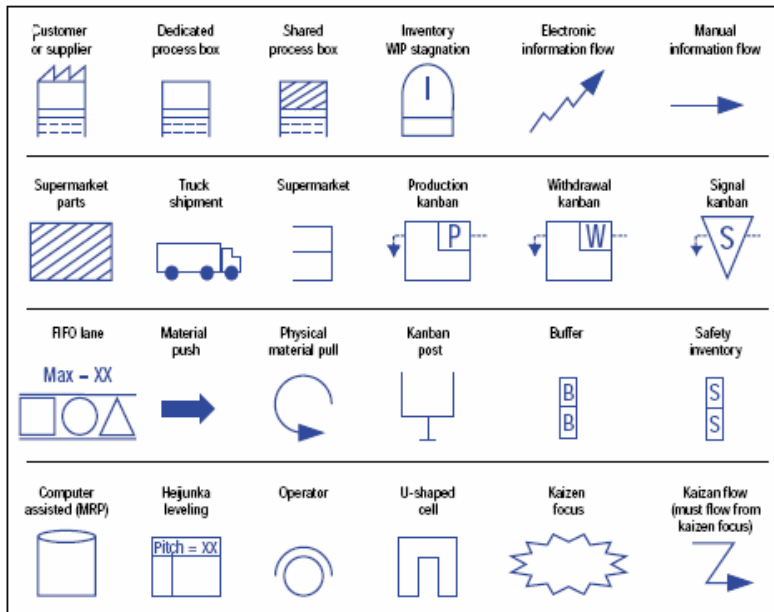 Customer
or supplier
Dedicated
process box
Shared
process box
Inventory
WIP stagnation
Electronic
information flow
Manual
information flow
I
Supermarket
parts
Truck
shipment
Supermarket
Production
kanban
Withdrawal
kanban
Signal
kanban
P
W
S
FIFO lane
Material
push
Physical
material pull
Kanban
post
Buffer
Safety
inventory
Max – XX
B
B
S
S
Computer
assisted (MRP)
Heijunka
leveling
Operator
U-shaped
cell
Kaizen
focus
Kaizan flow
(must flow from
kaizen focus)
Pitch = XX